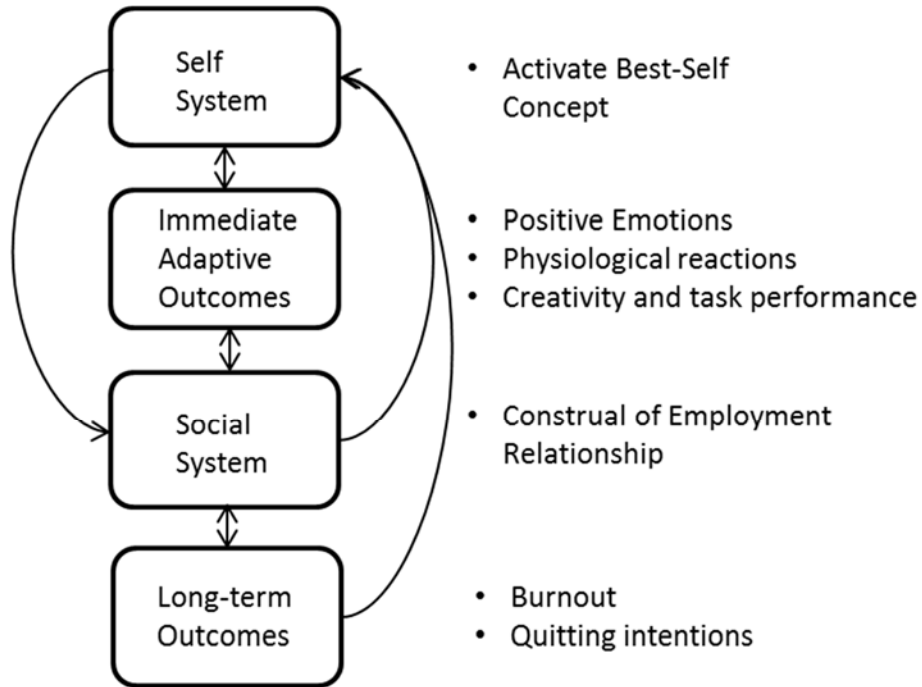 Self
System
• Activate Best-Self
Concept
Immediate
Adaptive
Outcomes
• Positive Emotions
• Physiological reactions
• Creativity and task performance
Social
System
• Construal of Employment
Relationship
Long-term
Outcomes
• Burnout
• Quitting intentions